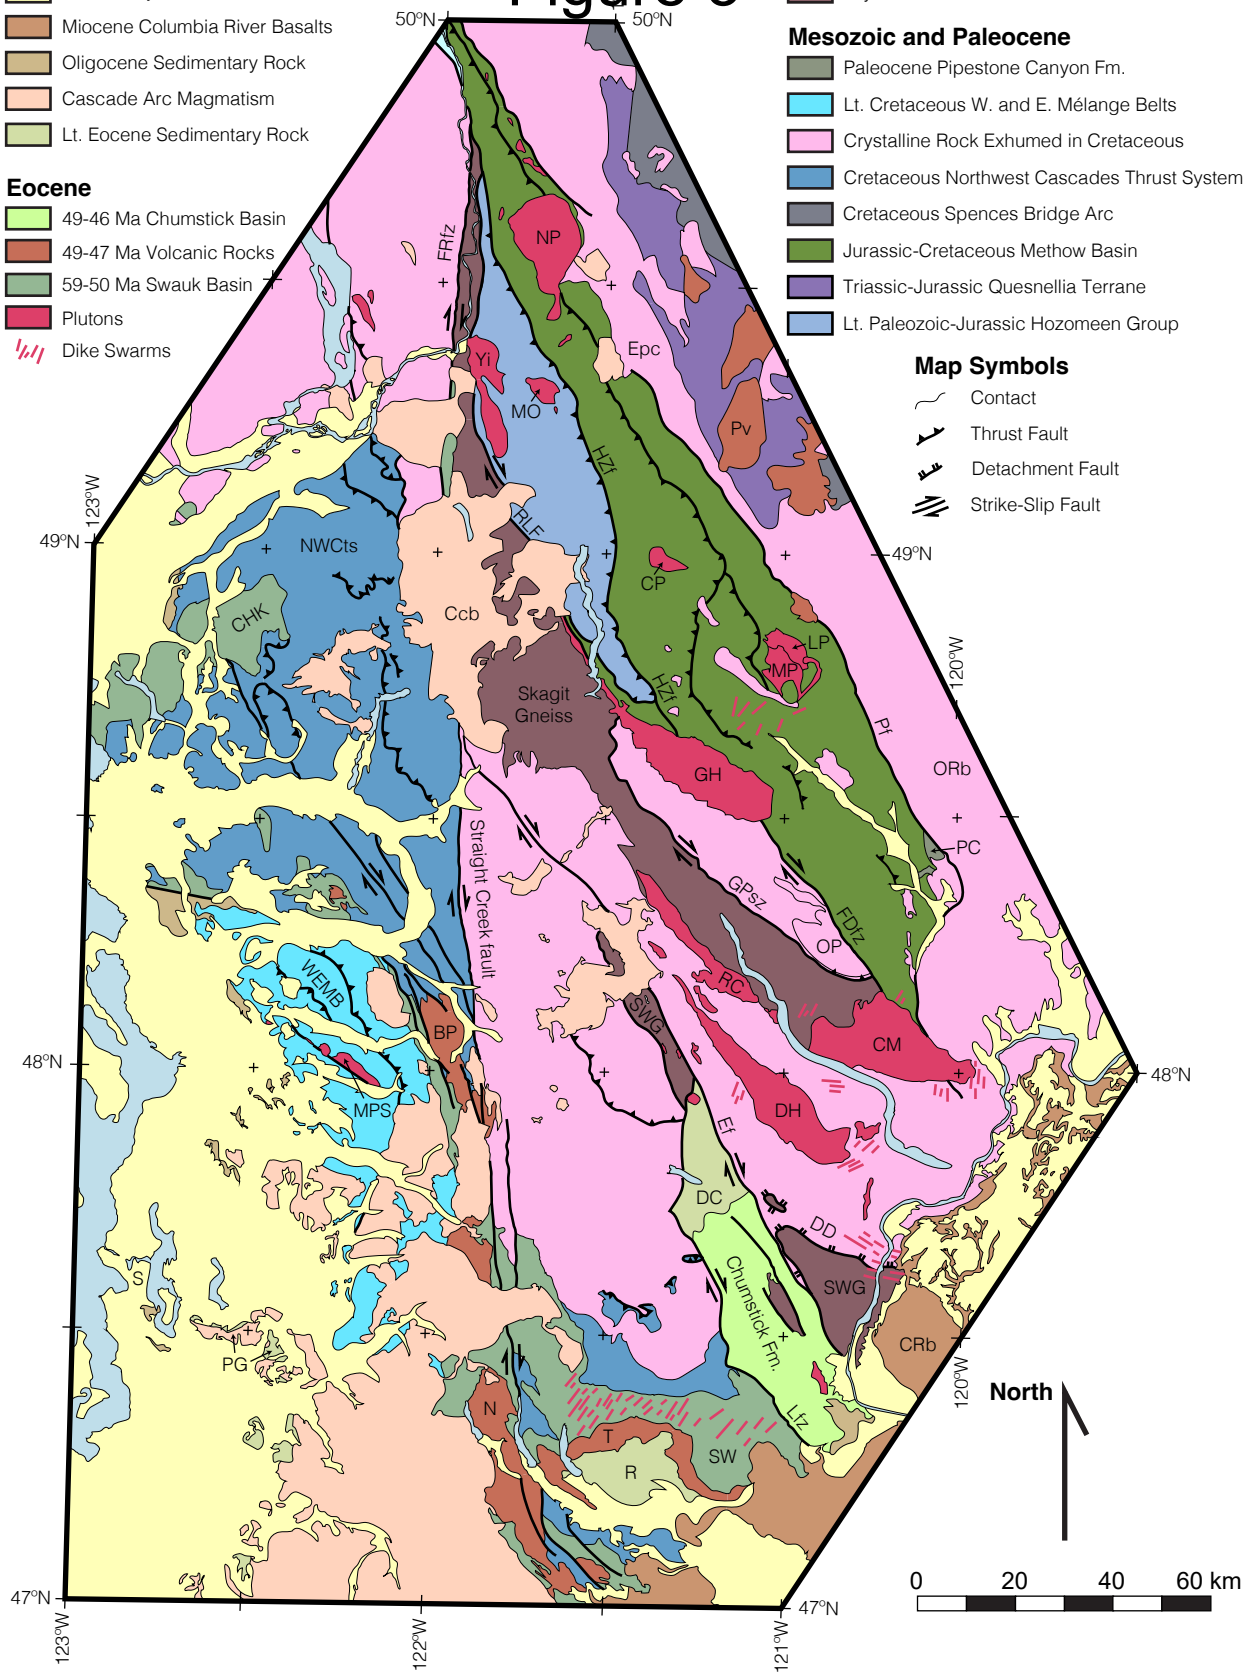 Miocene Columbia River Basalts
Oligocene Sedimentary Rock
Cascade Arc Magmatism
Lt. Eocene Sedimentary Rock
Eocene
49-46 Ma Chumstick Basin
49-47 Ma Volcanic Rocks
59-50 Ma Swauk Basin
Plutons
Dike Swarms
50°N
50°N
Mesozoic and Paleocene
Paleocene Pipestone Canyon Fm.
Lt. Cretaceous W. and E. Mélange Belts
Crystalline Rock Exhumed in Cretaceous
Cretaceous Northwest Cascades Thrust System
Cretaceous Spences Bridge Arc
Jurassic-Cretaceous Methow Basin
Triassic-Jurassic Quesnellia Terrane
Lt. Paleozoic-Jurassic Hozomeen Group
Map Symbols
Contact
Thrust Fault
Detachment Fault
Strike-Slip Fault
FRfz
NP
Epc
Yi
MO
Pv
HZf
123°W
49°N
49°N
RLF
NWCts
CHK
Ccb
CP
LP
MP
120°W
Skagit
Gneiss
HZf
Pf
GH
ORb
PC
Straight Creek fault
GPsz
FDfz
OP
WEMB
RC
SWG
BP
CM
48°N
48°N
MPS
DH
Ef
DC
DD
S
Chumstick Fm.
SWG
PG
CRb
120°W
North
N
Lfz
T
SW
R
0 20 40 60 km
47°N
47°N
123°W
122°W
121°W